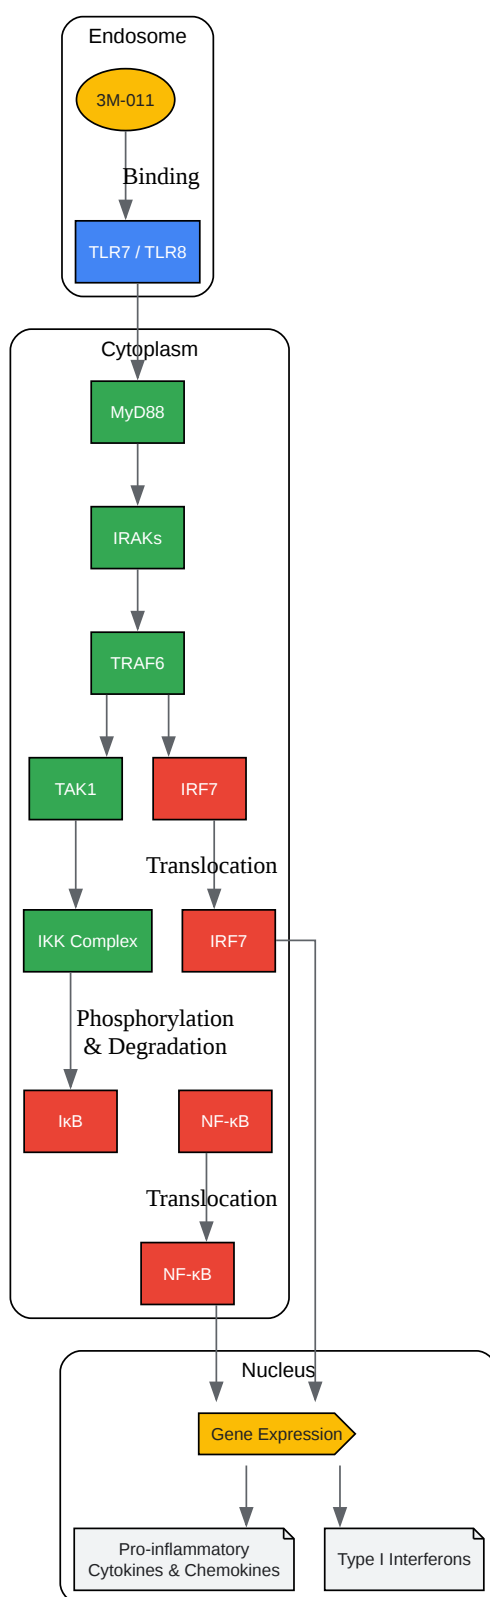 Endosome
3M-011
Binding
TLR7 / TLR8
Cytoplasm
MyD88
IRAKs
TRAF6
TAK1
IRF7
Translocation
IKK Complex
IRF7
Phosphorylation
& Degradation
IκB
NF-κB
Translocation
NF-κB
Nucleus
Gene Expression
Pro-inflammatory
Cytokines & Chemokines
Type I Interferons